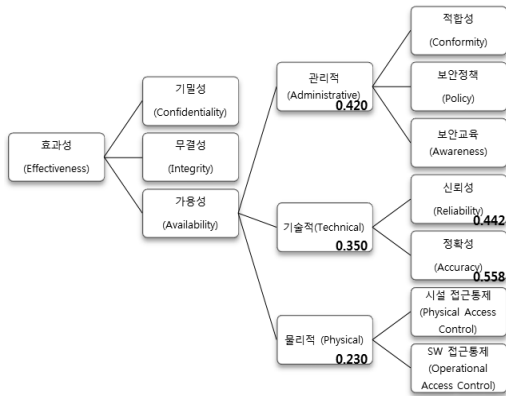 효과성
(Effectiveness)
기밀성
(Confidentiality)
무결성
(Integrity)
가용성
(Availability)
관리적
(Administrative)
0.420
기술적(Technical)
0.350
물리적 (Physical)
0.230
적합성
(Conformity)
보안정책
(Policy)
보안교육
(Awareness)
신뢰성
(Reliability)
0.442
정확성
(Accuracy)
0.558
시설 접근통제
(Physical Access
Control)
SW 접근통제
(Operational
Access Control)